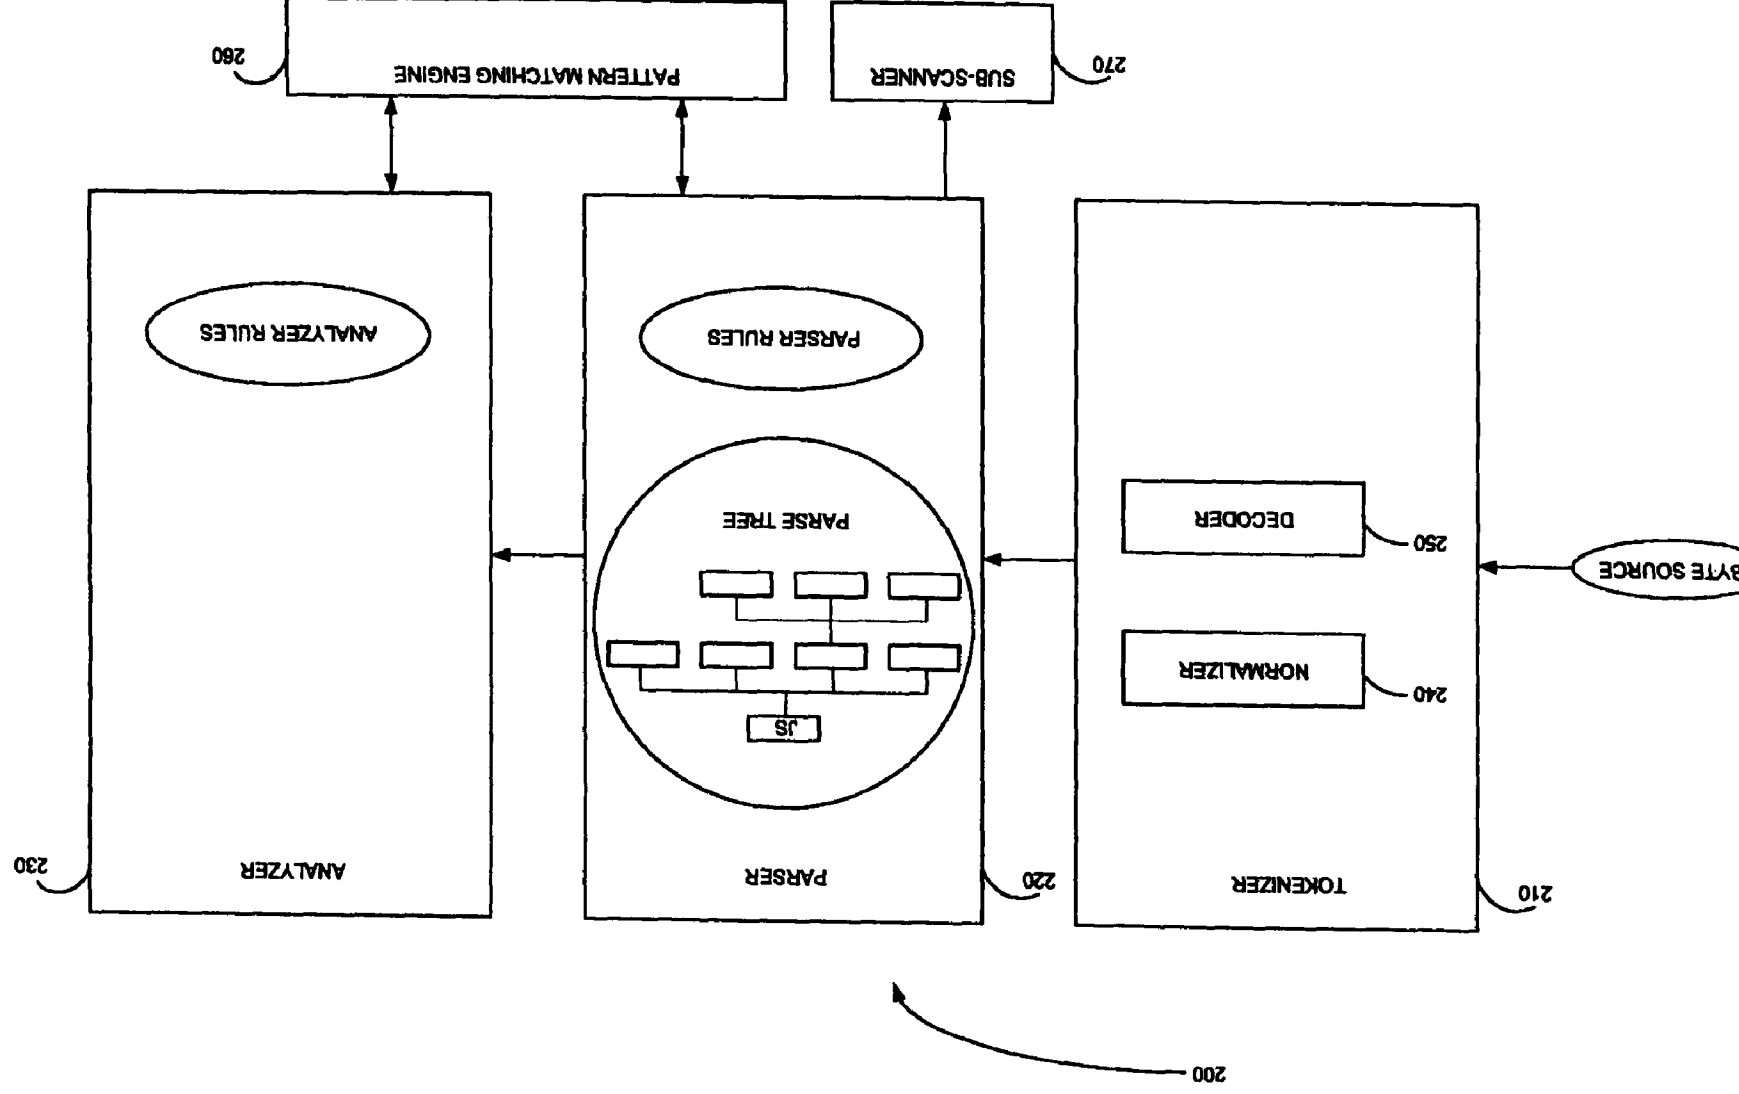 200
210
TOKENIZER
220
PARSER
ANALYZER
230
JS
240
NORMALIZER
BYTE SOURCE
250
DECODER
PARSE TREE
PARSER RULES
ANALYZER RULES
270
SUB-SCANNER
PATTERN MATCHING ENGINE
260